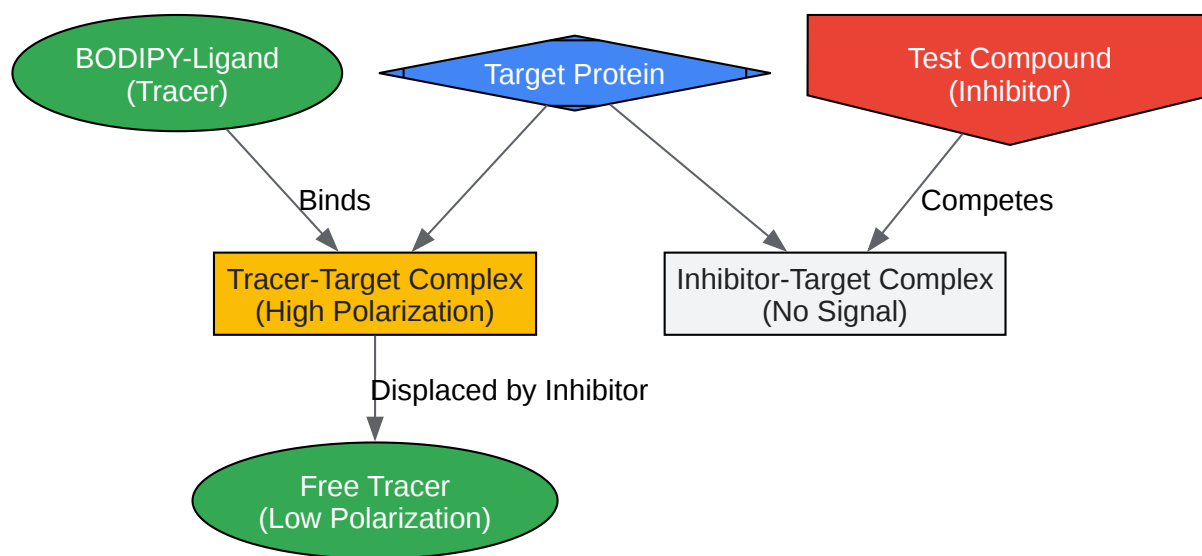 BODIPY-Ligand
(Tracer)
Target Protein
Test Compound
(Inhibitor)
Binds
Competes
Tracer-Target Complex
(High Polarization)
Inhibitor-Target Complex
(No Signal)
Displaced by Inhibitor
Free Tracer
(Low Polarization)